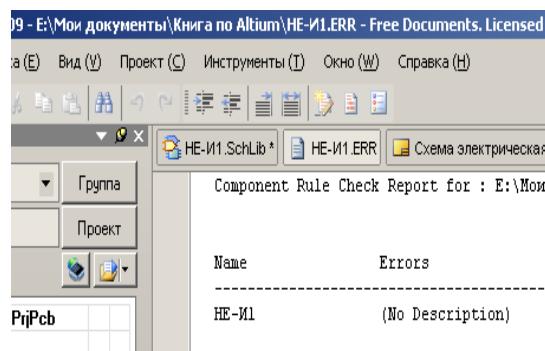 09 - E:\Мои документы\Книга по Altium\НЕ-И1.ERR - Free Documents. Licensed
ка (E) Вид (V) Проект (C) Инструменты (T) Окно (W) Справка (H)
НЕ-И1.SchLib * НЕ-И1.ERR Схема электрическая
Группа
Component Rule Check Report for : E:\Мои
Проект
Name Errors
--------------------------------------------
PrjPcb
НЕ-И1 (No Description)